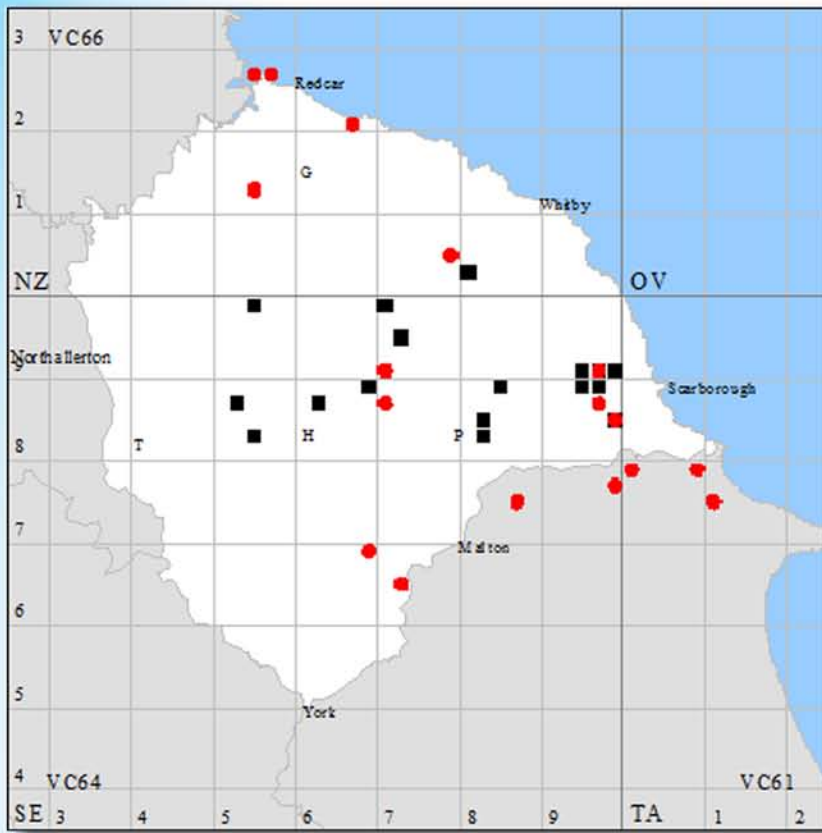 3 VC66
Redcar
2
G
1
Whitby
NZ
OV
Northallerton
9
Scarborough
T
H
P
8
7
Malton
6
5
York
4
VC64
VC61
SE 3 4 5 6 7 8 9 TA 1 2